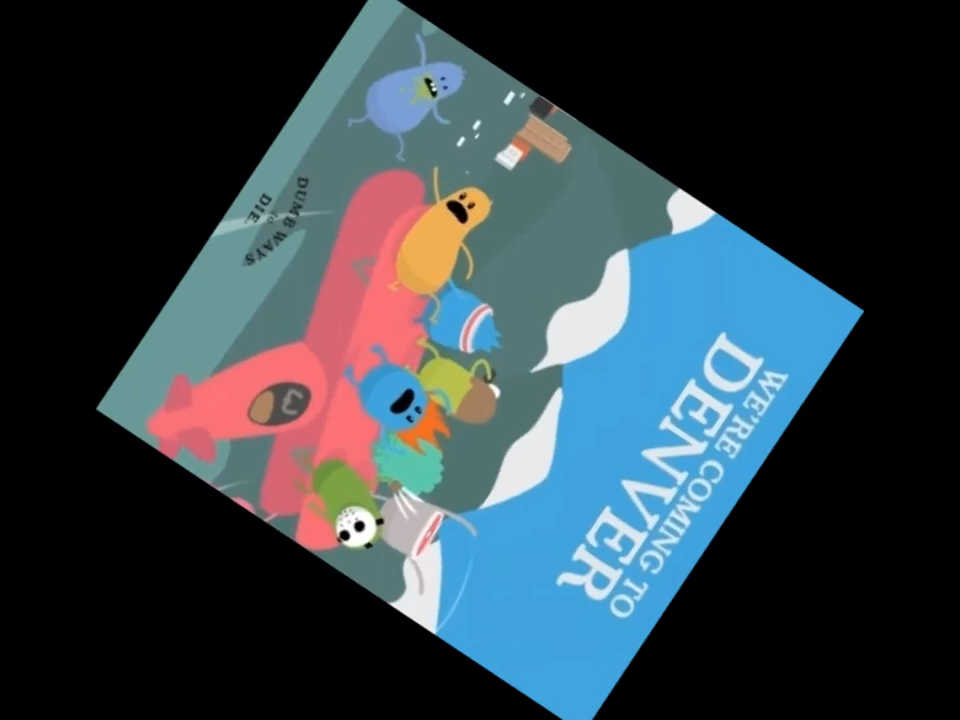 WE'RE COMING TO
DENVER
DUMB WAYS
TO
DIE